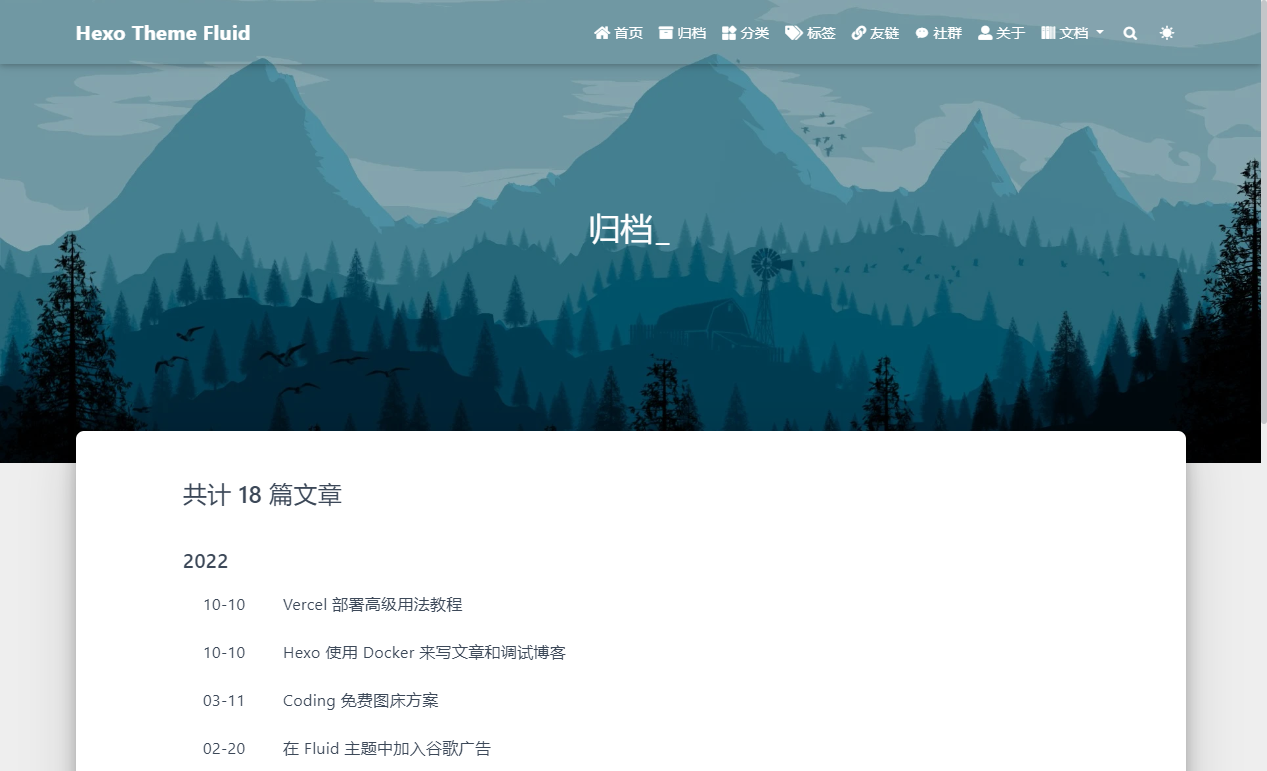 Hexo Theme Fluid 首页 归档 分类 标签 友链 社群 关于 文档
归档_
共计 18 篇文章
2022
10-10 Vercel 部署高级用法教程
10-10 Hexo 使用 Docker 来写文章和调试博客
03-11 Coding 免费图床方案
02-20 在 Fluid 主题中加入谷歌广告